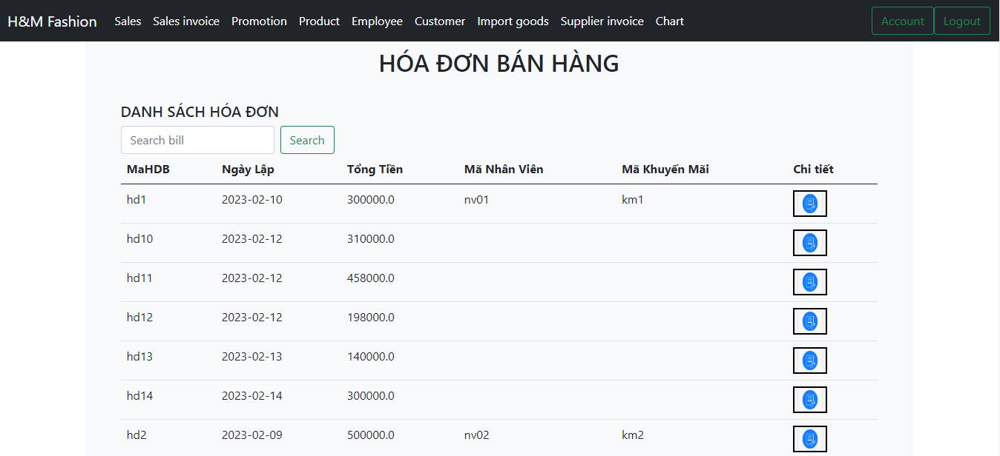 H&M Fashion Sales Sales invoice Promotion Product Employee Customer Import goods Supplier invoice Chart Account Logout
HÓA ĐƠN BÁN HÀNG
DANH SÁCH HÓA ĐƠN
Search bill Search
MaHDB Ngày Lập Tổng Tiền Mã Nhân Viên Mã Khuyến Mãi Chi tiết
hd1 2023-02-10 300000.0 nv01 km1
hd10 2023-02-12 310000.0
hd11 2023-02-12 458000.0
hd12 2023-02-12 198000.0
hd13 2023-02-13 140000.0
hd14 2023-02-14 300000.0
hd2 2023-02-09 500000.0 nv02 km2